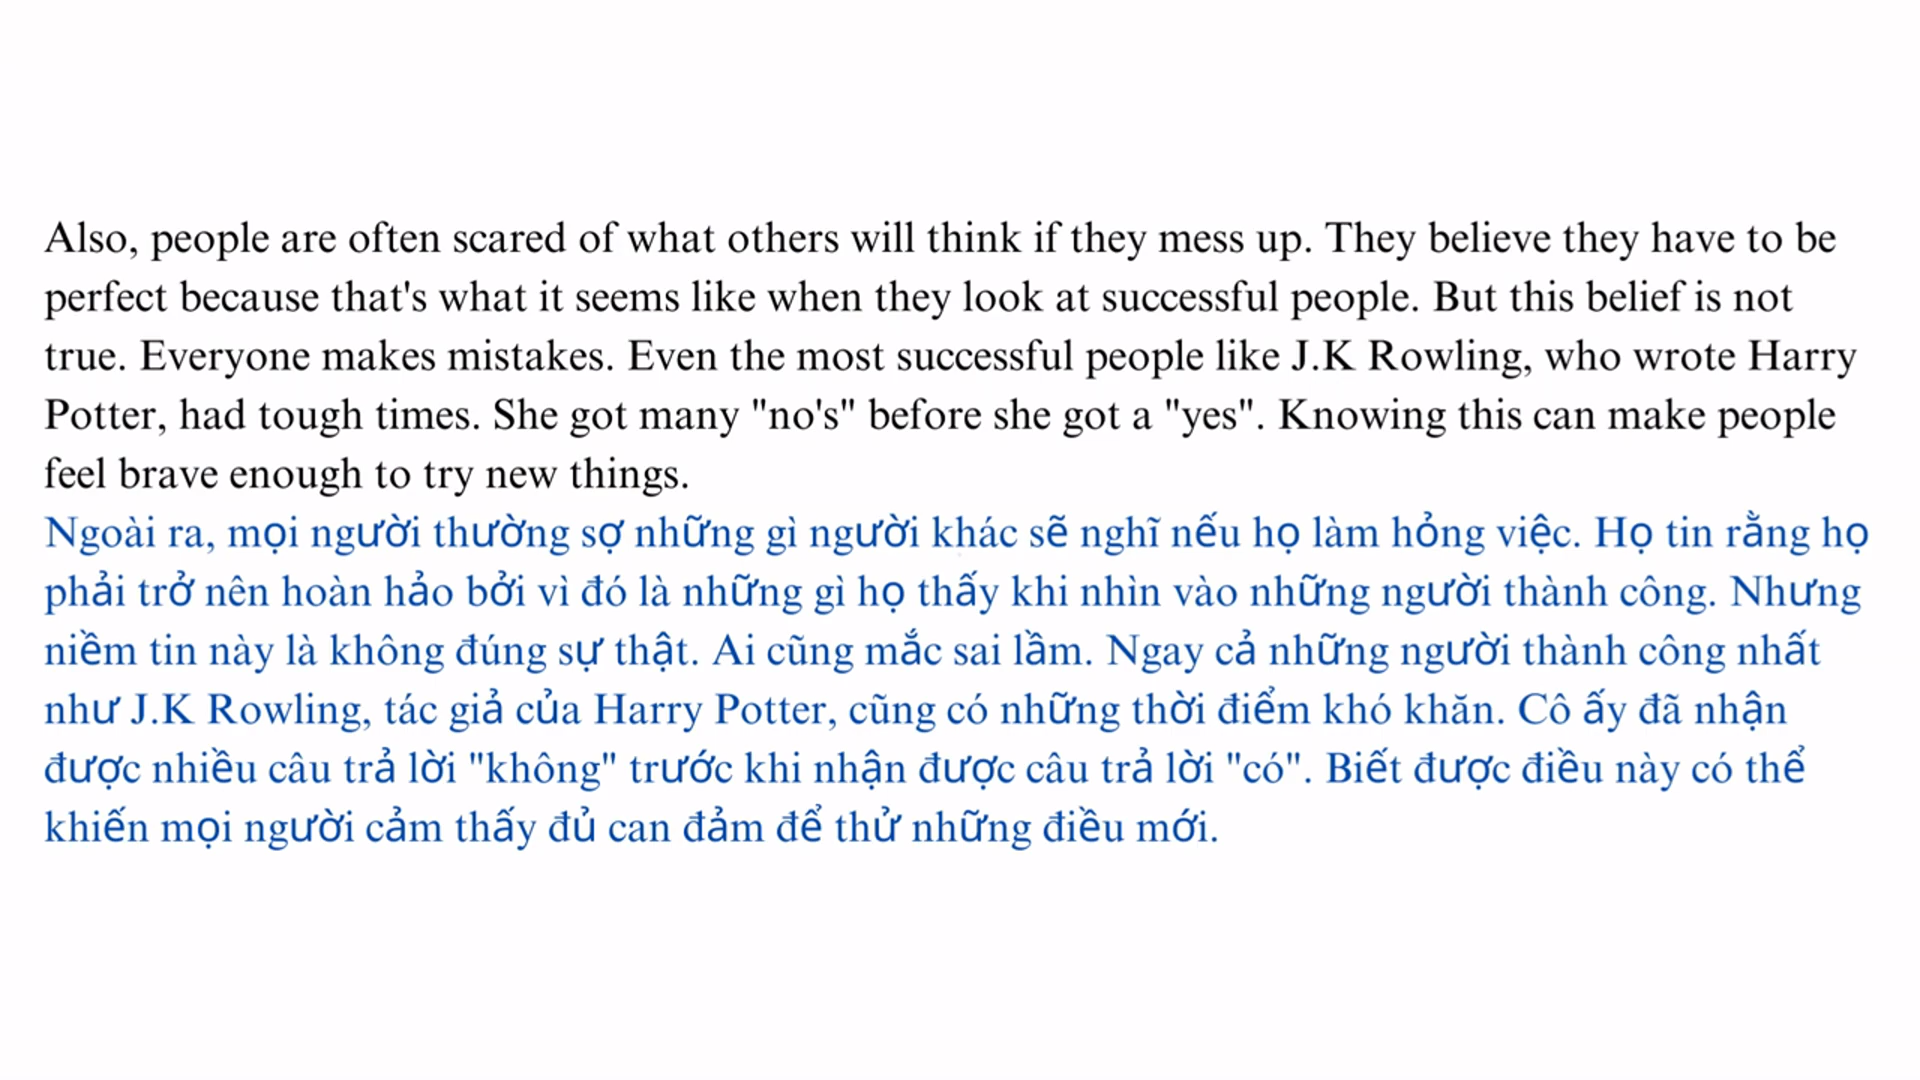 Also, people are often scared of what others will think if they mess up. They believe they have to be
perfect because that's what it seems like when they look at successful people. But this belief is not
true. Everyone makes mistakes. Even the most successful people like J.K Rowling, who wrote Harry
Potter, had tough times. She got many "no's" before she got a "yes". Knowing this can make people
feel brave enough to try new things.
Ngoài ra, mọi người thường sợ những gì người khác sẽ nghĩ nếu họ làm hỏng việc. Họ tin rằng họ
phải trở nên hoàn hảo bởi vì đó là những gì họ thấy khi nhìn vào những người thành công. Nhưng
niềm tin này là không đúng sự thật. Ai cũng mắc sai lầm. Ngay cả những người thành công nhất
như J.K Rowling, tác giả của Harry Potter, cũng có những thời điểm khó khăn. Cô ấy đã nhận
được nhiều câu trả lời "không" trước khi nhận được câu trả lời "có". Biết được điều này có thể
khiến mọi người cảm thấy đủ can đảm để thử những điều mới.